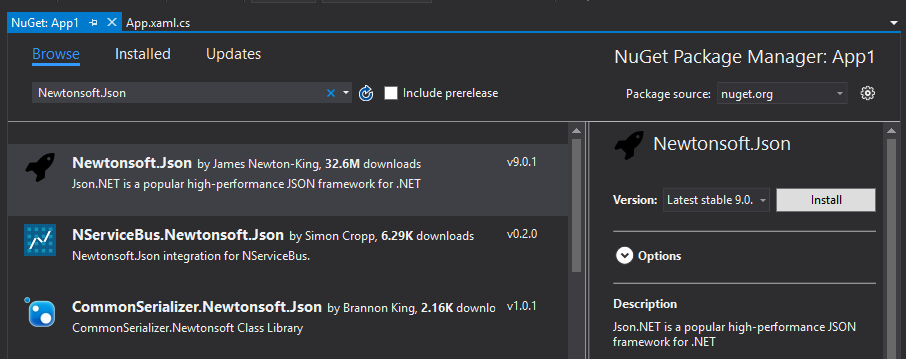 NuGet: App1 App.xaml.cs
Browse Installed Updates
NuGet Package Manager: App1
Newtonsoft.Json Include prerelease
Package source: nuget.org
Newtonsoft.Json by James Newton-King, 32.6M downloads v9.0.1
Json.NET is a popular high-performance JSON framework for .NET
NServiceBus.Newtonsoft.Json by Simon Cropp, 6.29K downloads v0.2.0
Newtonsoft.Json integration for NServiceBus.
CommonSerializer.Newtonsoft.Json by Brannon King, 2.16K downlo v1.0.1
CommonSerializer.Newtonsoft Class Library
Newtonsoft.Json
Version: Latest stable 9.0. Install
Options
Description
Json.NET is a popular high-performance JSON
framework for .NET